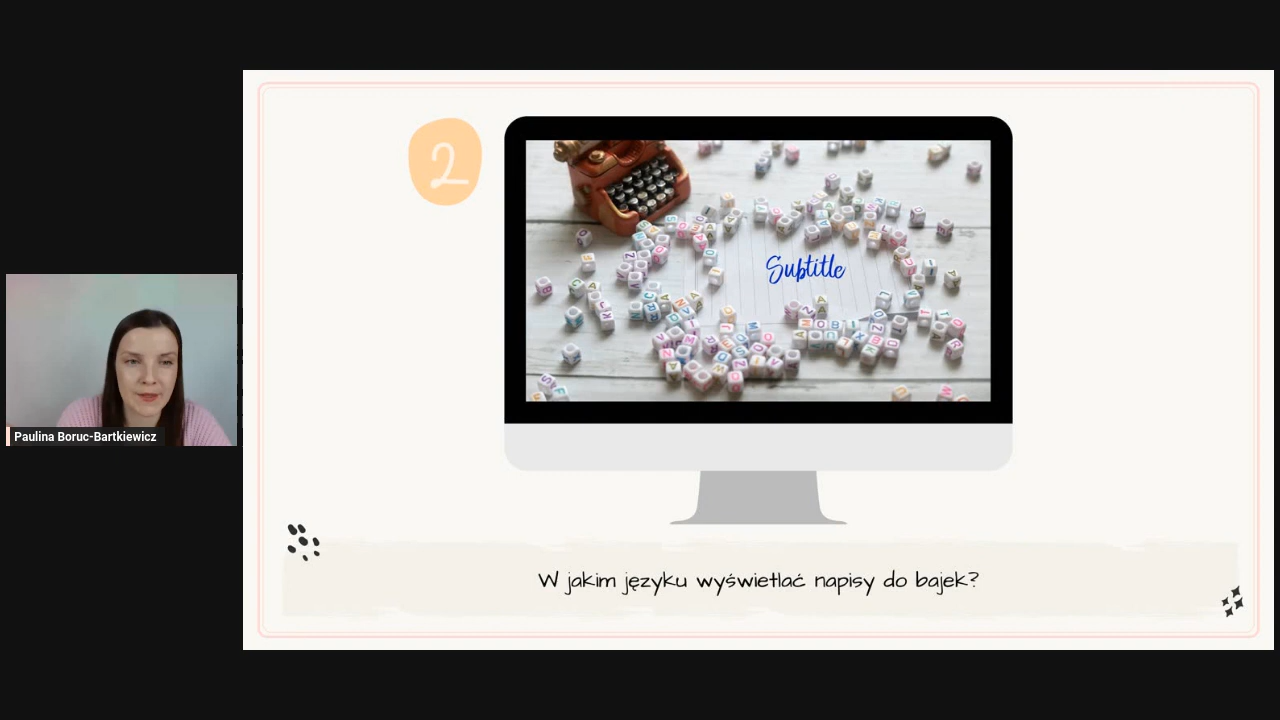 2
Subtitle
Paulina Boruc-Bartkiewicz
W jakim języku wyświetlać napisy do bajek?